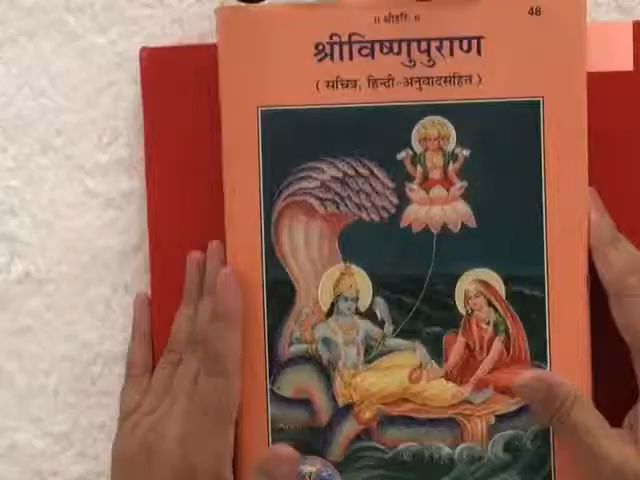 ॥ श्रीहरिः ॥
48
श्रीविष्णुपुराण
( सचित्र, हिन्दी-अनुवादसहित )